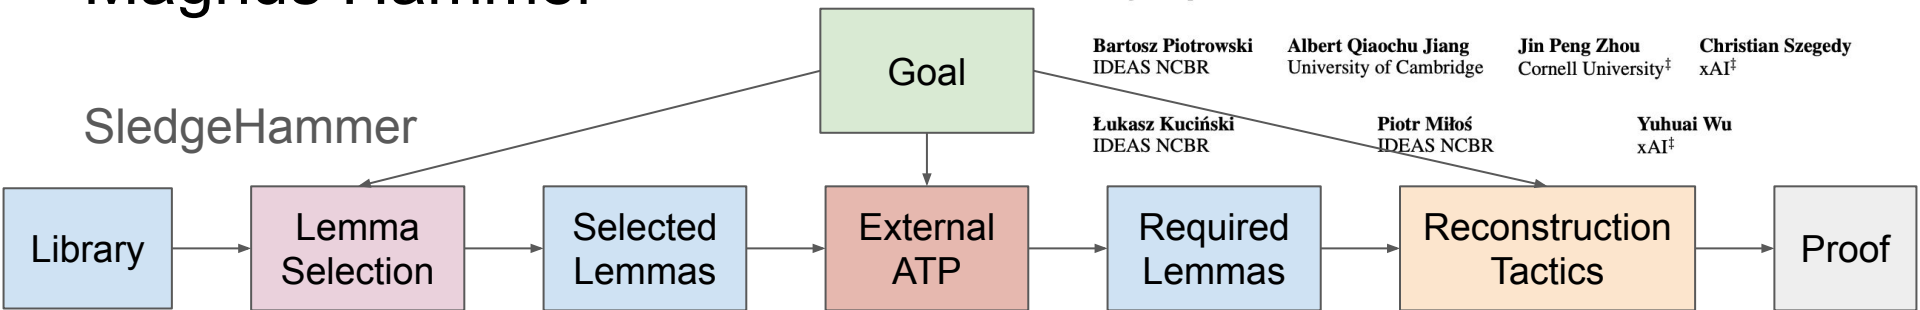 Magnus Hammer
SledgeHammer
Goal
Bartosz Piotrowski
IDEAS NCBR
Albert Qiaochu Jiang
University of Cambridge
Jin Peng Zhou
Cornell University‡
Christian Szegedy
xAI‡
Łukasz Kuciński
IDEAS NCBR
Piotr Miłoś
IDEAS NCBR
Yuhuai Wu
xAI‡
Library
Lemma
Selection
Selected
Lemmas
External
ATP
Required
Lemmas
Reconstruction
Tactics
Proof